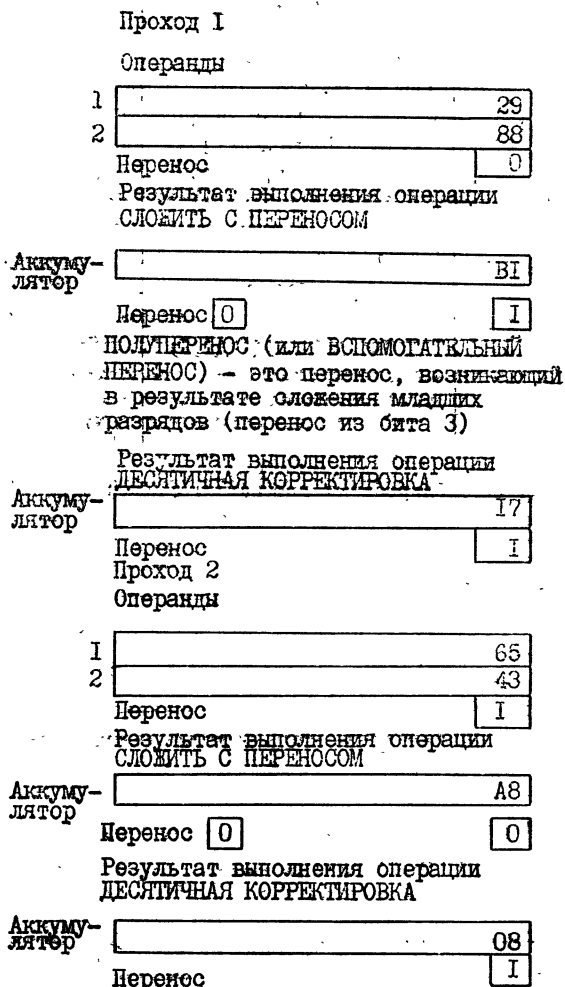 Проход I
Операнды
1 29
2 88
Перенос 0
Результат выполнения операции
СЛОЖИТЬ С ПЕРЕНОСОМ
Аккуму-
лятор BI
Перенос 0 I
ПОЛУПЕРЕНОС (или ВСПОМОГАТЕЛЬНЫЙ
ПЕРЕНОС) – это перенос, возникающий
в результате сложения младших
разрядов (перенос из бита 3)
Результат выполнения операции
ДЕСЯТИЧНАЯ КОРРЕКТИРОВКА
Аккуму-
лятор I7
Перенос I
Проход 2
Операнды
I 65
2 43
Перенос I
Результат выполнения операции
СЛОЖИТЬ С ПЕРЕНОСОМ
Аккуму-
лятор A8
Перенос 0 0
Результат выполнения операции
ДЕСЯТИЧНАЯ КОРРЕКТИРОВКА
Аккуму-
лятор 08
Перенос I